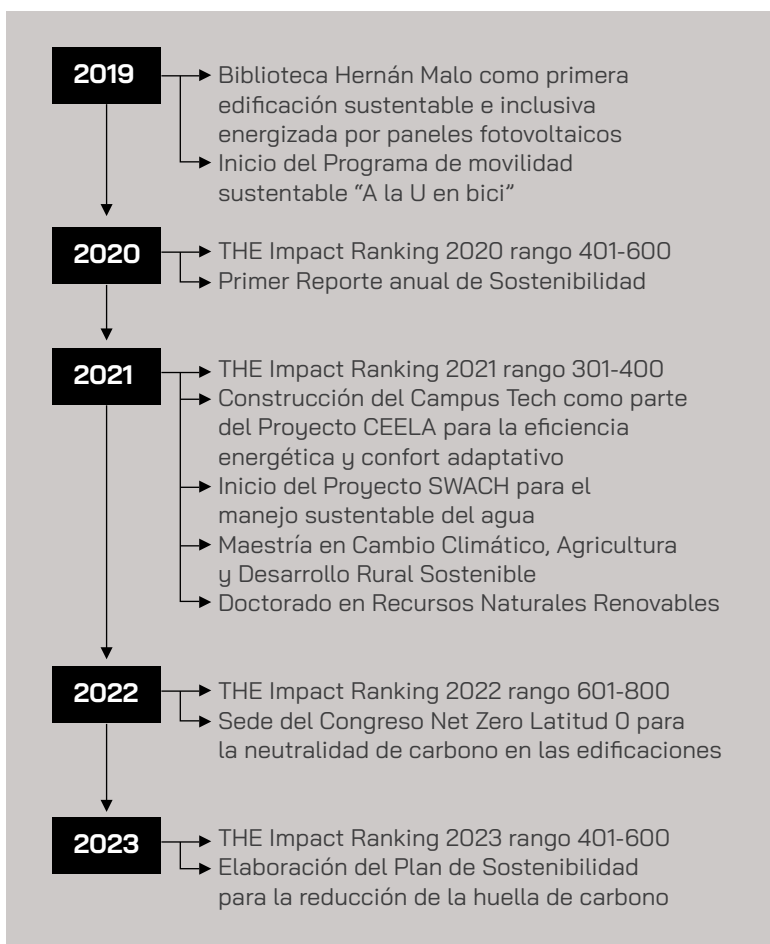 2019
Biblioteca Hernán Malo como primera
edificación sustentable e inclusiva
energizada por paneles fotovoltaicos
Inicio del Programa de movilidad
sustentable “A la U en bici”
2020
THE Impact Ranking 2020 rango 401-600
Primer Reporte anual de Sostenibilidad
2021
THE Impact Ranking 2021 rango 301-400
Construcción del Campus Tech como parte
del Proyecto CEELA para la eficiencia
energética y confort adaptativo
Inicio del Proyecto SWACH para el
manejo sustentable del agua
Maestría en Cambio Climático, Agricultura
y Desarrollo Rural Sostenible
Doctorado en Recursos Naturales Renovables
2022
THE Impact Ranking 2022 rango 601-800
Sede del Congreso Net Zero Latitud 0 para
la neutralidad de carbono en las edificaciones
2023
THE Impact Ranking 2023 rango 401-600
Elaboración del Plan de Sostenibilidad
para la reducción de la huella de carbono